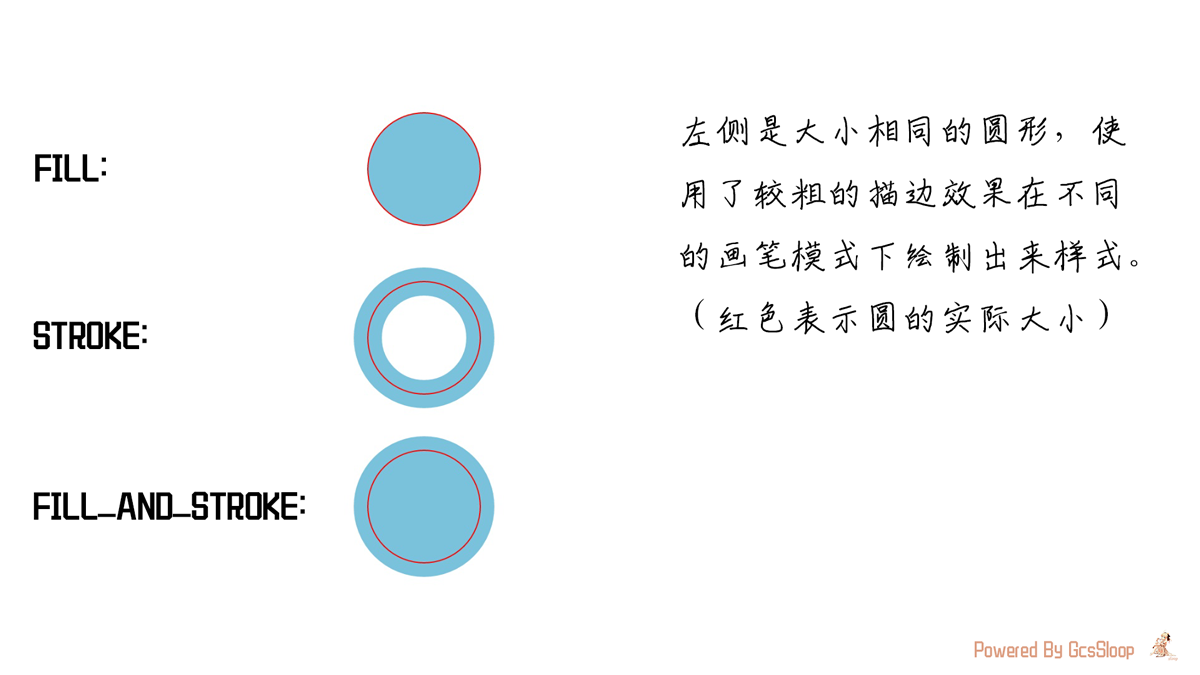 FILL:
STROKE:
FILL_AND_STROKE:
左侧是大小相同的圆形，使
用了较粗的描边效果在不同
的画笔模式下绘制出来样式。
（红色表示圆的实际大小）
Powered By GcsSloop